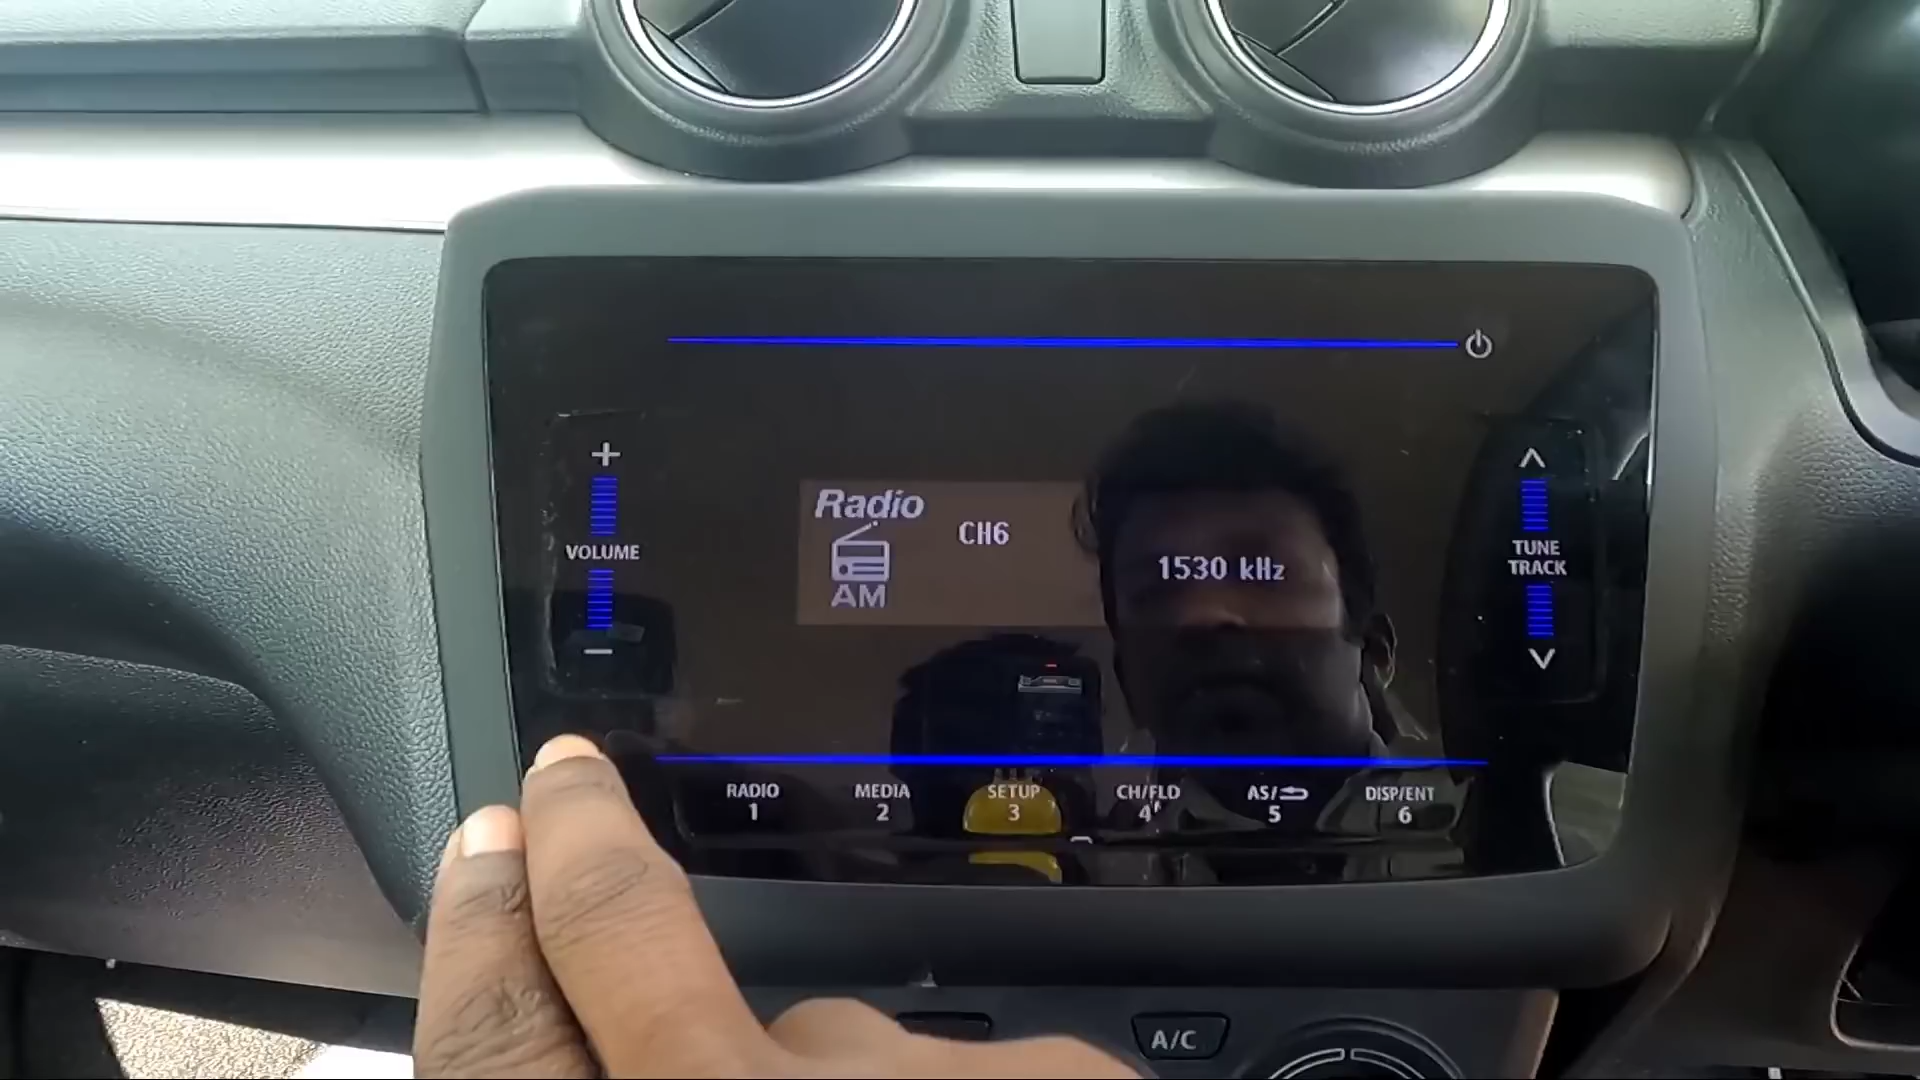 Radio
CH6
1530 kHz
AM
+
VOLUME
−
TUNE
TRACK
RADIO
1
MEDIA
2
SETUP
3
CH/FLD
4
AS/
5
DISP/ENT
6
A/C